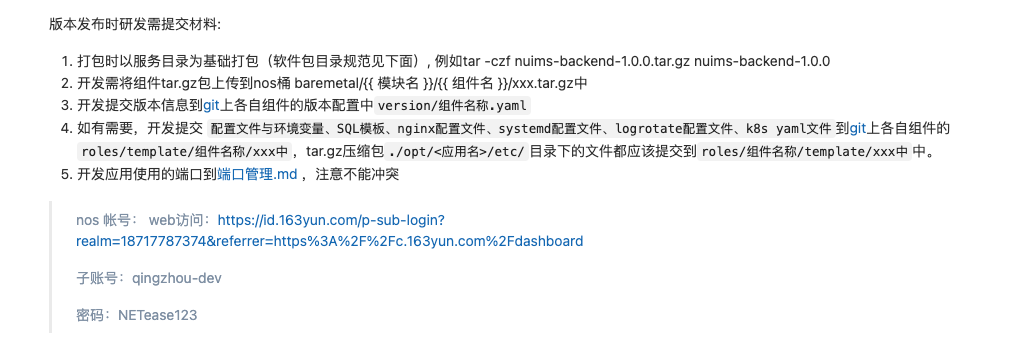 版本发布时研发需提交材料:
1. 打包时以服务目录为基础打包（软件包目录规范见下面）, 例如tar -czf nuims-backend-1.0.0.tar.gz nuims-backend-1.0.0
2. 开发需将组件tar.gz包上传到nos桶 baremetal/{{ 模块名 }}/{{ 组件名 }}/xxx.tar.gz中
3. 开发提交版本信息到git上各自组件的版本配置中 version/组件名称.yaml
4. 如有需要，开发提交 配置文件与环境变量、SQL模板、nginx配置文件、systemd配置文件、logrotate配置文件、k8s yaml文件 到git上各自组件的
roles/template/组件名称/xxx中 ，tar.gz压缩包 ./opt/<应用名>/etc/ 目录下的文件都应该提交到 roles/组件名称/template/xxx中 中。
5. 开发应用使用的端口到端口管理.md ，注意不能冲突
nos 帐号： web访问：https://id.163yun.com/p-sub-login?
realm=18717787374&referrer=https%3A%2F%2Fc.163yun.com%2Fdashboard
子账号：qingzhou-dev
密码：NETease123